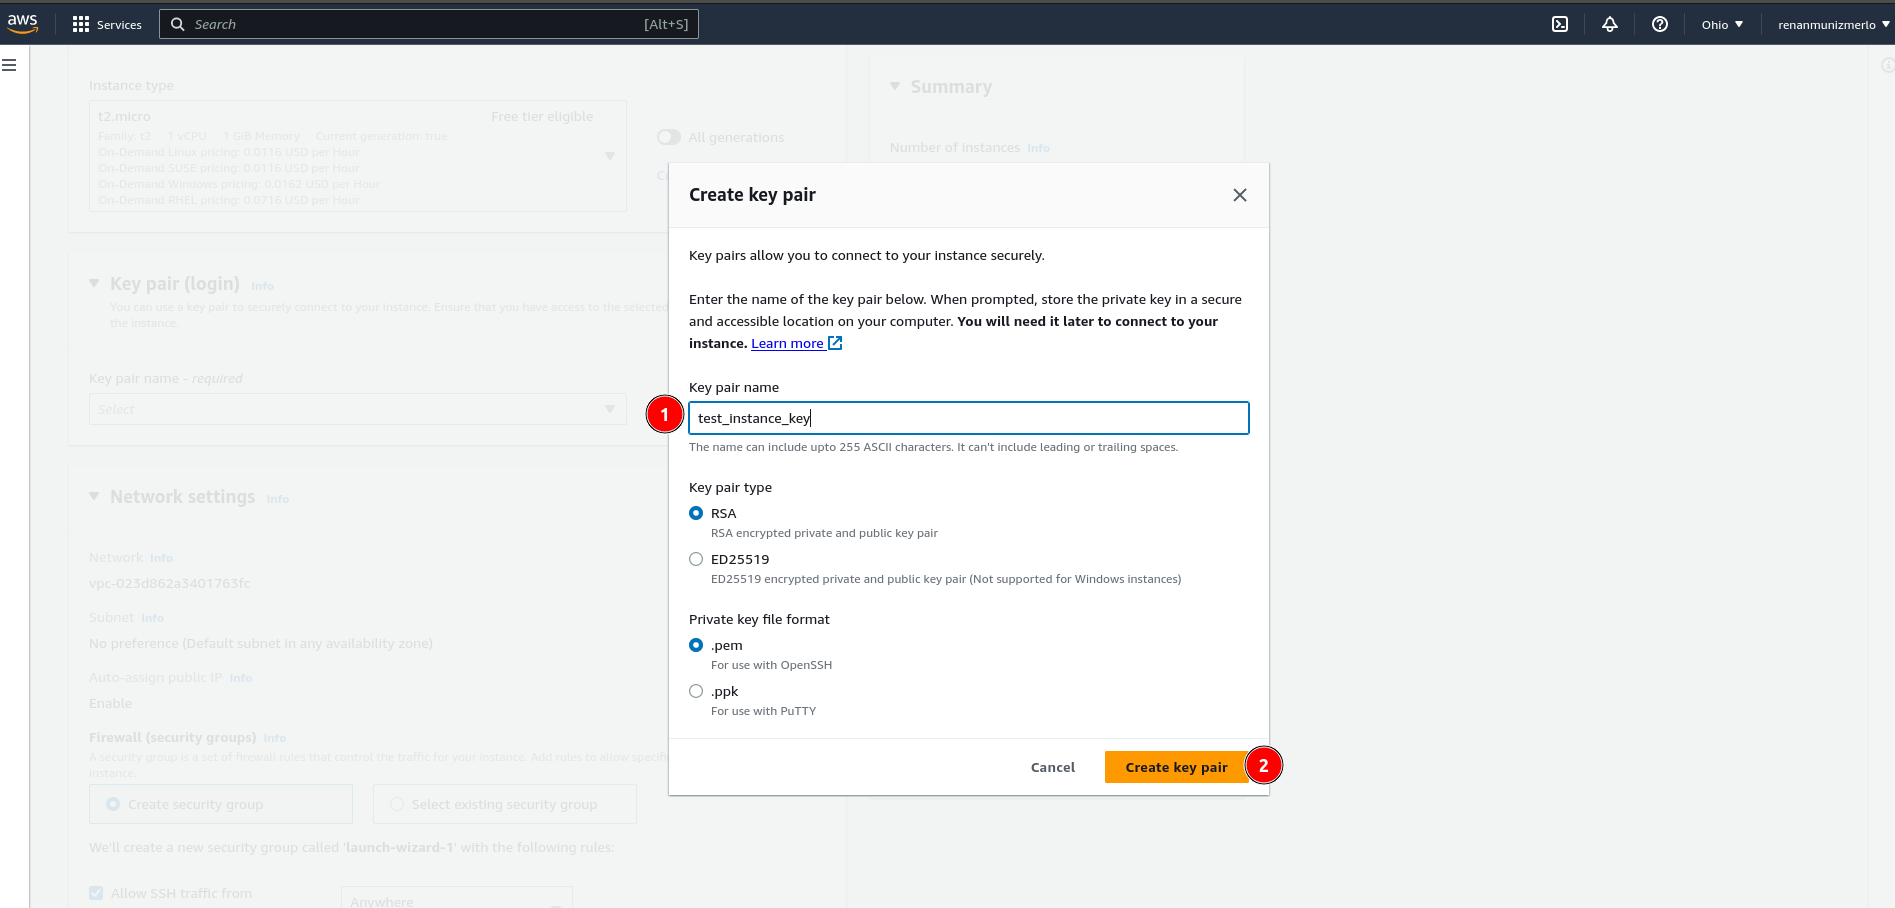 aws
Services
Search
[Alt+S]
Ohio
renanmunizmerlo
Instance type
t2.micro
Free tier eligible
Family: t2 1 vCPU 1 GiB Memory Current generation: true
On-Demand Linux pricing: 0.0116 USD per Hour
On-Demand SUSE pricing: 0.0116 USD per Hour
On-Demand Windows pricing: 0.0162 USD per Hour
On-Demand RHEL pricing: 0.0716 USD per Hour
All generations
Key pair (login) Info
You can use a key pair to securely connect to your instance. Ensure that you have access to the selected
the instance.
Key pair name - required
Select
Network settings Info
Network Info
vpc-023d862a3401763fc
Subnet Info
No preference (Default subnet in any availability zone)
Auto-assign public IP Info
Enable
Firewall (security groups) Info
A security group is a set of firewall rules that control the traffic for your instance. Add rules to allow specifi
instance.
Create security group
Select existing security group
We'll create a new security group called 'launch-wizard-1' with the following rules:
Allow SSH traffic from
Anywhere
Summary
Number of instances Info
Create key pair
Key pairs allow you to connect to your instance securely.
Enter the name of the key pair below. When prompted, store the private key in a secure
and accessible location on your computer. You will need it later to connect to your
instance. Learn more
Key pair name
1
test_instance_key
The name can include upto 255 ASCII characters. It can't include leading or trailing spaces.
Key pair type
RSA
RSA encrypted private and public key pair
ED25519
ED25519 encrypted private and public key pair (Not supported for Windows instances)
Private key file format
.pem
For use with OpenSSH
.ppk
For use with PuTTY
Cancel
Create key pair
2